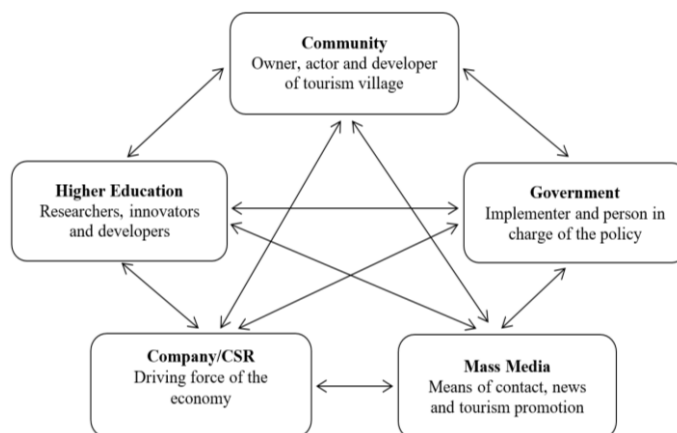 Community
Owner, actor and developer
of tourism village
Higher Education
Researchers, innovators
and developers
Government
Implementer and person in
charge of the policy
Company/CSR
Driving force of the
economy
Mass Media
Means of contact, news
and tourism promotion